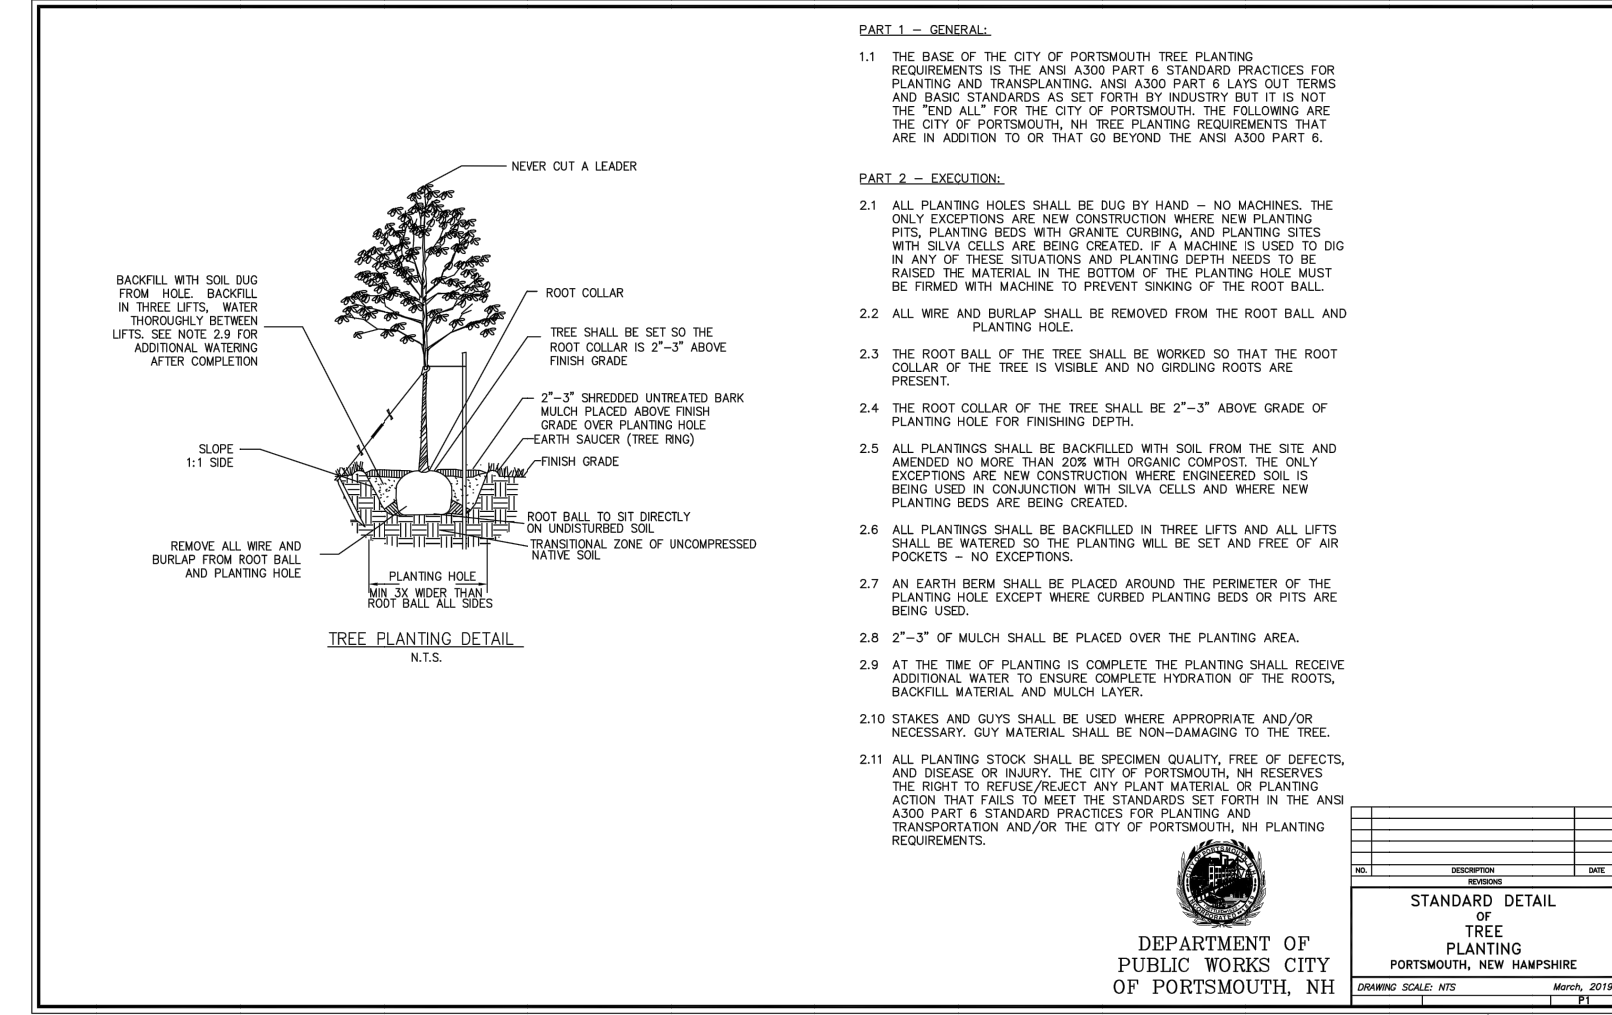 NEVER CUT A LEADER
BACKFILL WITH SOIL DUG
FROM HOLE. BACKFILL
IN THREE LIFTS, WATER
THOROUGHLY BETWEEN
LIFTS. SEE NOTE 2.9 FOR
ADDITIONAL WATERING
AFTER COMPLETION
ROOT COLLAR
TREE SHALL BE SET SO THE
ROOT COLLAR IS 2"-3" ABOVE
FINISH GRADE
2"-3" SHREDDED UNTREATED BARK
MULCH PLACED ABOVE FINISH
GRADE OVER PLANTING HOLE
EARTH SAUCER (TREE RING)
FINISH GRADE
SLOPE
1:1 SIDE
ROOT BALL TO SIT DIRECTLY
ON UNDISTURBED SOIL
TRANSITIONAL ZONE OF UNCOMPRESSED
NATIVE SOIL
REMOVE ALL WIRE AND
BURLAP FROM ROOT BALL
AND PLANTING HOLE
PLANTING HOLE
MIN 3X WIDER THAN
ROOT BALL ALL SIDES
TREE PLANTING DETAIL
N.T.S.
PART 1 – GENERAL:
1.1 THE BASE OF THE CITY OF PORTSMOUTH TREE PLANTING
REQUIREMENTS IS THE ANSI A300 PART 6 STANDARD PRACTICES FOR
PLANTING AND TRANSPLANTING. ANSI A300 PART 6 LAYS OUT TERMS
AND BASIC STANDARDS AS SET FORTH BY INDUSTRY BUT IT IS NOT
THE "END ALL" FOR THE CITY OF PORTSMOUTH. THE FOLLOWING ARE
THE CITY OF PORTSMOUTH, NH TREE PLANTING REQUIREMENTS THAT
ARE IN ADDITION TO OR THAT GO BEYOND THE ANSI A300 PART 6.
PART 2 – EXECUTION:
2.1 ALL PLANTING HOLES SHALL BE DUG BY HAND – NO MACHINES. THE
ONLY EXCEPTIONS ARE NEW CONSTRUCTION WHERE NEW PLANTING
PITS, PLANTING BEDS WITH GRANITE CURBING, AND PLANTING SITES
WITH SILVA CELLS ARE BEING CREATED. IF A MACHINE IS USED TO DIG
IN ANY OF THESE SITUATIONS AND PLANTING DEPTH NEEDS TO BE
RAISED THE MATERIAL IN THE BOTTOM OF THE PLANTING HOLE MUST
BE FIRMED WITH MACHINE TO PREVENT SINKING OF THE ROOT BALL.
2.2 ALL WIRE AND BURLAP SHALL BE REMOVED FROM THE ROOT BALL AND
PLANTING HOLE.
2.3 THE ROOT BALL OF THE TREE SHALL BE WORKED SO THAT THE ROOT
COLLAR OF THE TREE IS VISIBLE AND NO GIRDLING ROOTS ARE
PRESENT.
2.4 THE ROOT COLLAR OF THE TREE SHALL BE 2"-3" ABOVE GRADE OF
PLANTING HOLE FOR FINISHING DEPTH.
2.5 ALL PLANTINGS SHALL BE BACKFILLED WITH SOIL FROM THE SITE AND
AMENDED NO MORE THAN 20% WITH ORGANIC COMPOST. THE ONLY
EXCEPTIONS ARE NEW CONSTRUCTION WHERE ENGINEERED SOIL IS
BEING USED IN CONJUNCTION WITH SILVA CELLS AND WHERE NEW
PLANTING BEDS ARE BEING CREATED.
2.6 ALL PLANTINGS SHALL BE BACKFILLED IN THREE LIFTS AND ALL LIFTS
SHALL BE WATERED SO THE PLANTING WILL BE SET AND FREE OF AIR
POCKETS – NO EXCEPTIONS.
2.7 AN EARTH BERM SHALL BE PLACED AROUND THE PERIMETER OF THE
PLANTING HOLE EXCEPT WHERE CURBED PLANTING BEDS OR PITS ARE
BEING USED.
2.8 2"-3" OF MULCH SHALL BE PLACED OVER THE PLANTING AREA.
2.9 AT THE TIME OF PLANTING IS COMPLETE THE PLANTING SHALL RECEIVE
ADDITIONAL WATER TO ENSURE COMPLETE HYDRATION OF THE ROOTS,
BACKFILL MATERIAL AND MULCH LAYER.
2.10 STAKES AND GUYS SHALL BE USED WHERE APPROPRIATE AND/OR
NECESSARY. GUY MATERIAL SHALL BE NON-DAMAGING TO THE TREE.
2.11 ALL PLANTING STOCK SHALL BE SPECIMEN QUALITY, FREE OF DEFECTS,
AND DISEASE OR INJURY. THE CITY OF PORTSMOUTH, NH RESERVES
THE RIGHT TO REFUSE/REJECT ANY PLANT MATERIAL OR PLANTING
ACTION THAT FAILS TO MEET THE STANDARDS SET FORTH IN THE ANSI
A300 PART 6 STANDARD PRACTICES FOR PLANTING AND
TRANSPORTATION AND/OR THE CITY OF PORTSMOUTH, NH PLANTING
REQUIREMENTS.
CITY OF PORTSMOUTH, N.H.
DEPARTMENT OF
PUBLIC WORKS CITY
OF PORTSMOUTH, NH
NO. DESCRIPTION DATE
REVISIONS
STANDARD DETAIL
OF
TREE
PLANTING
PORTSMOUTH, NEW HAMPSHIRE
DRAWING SCALE: NTS March, 2019
P1